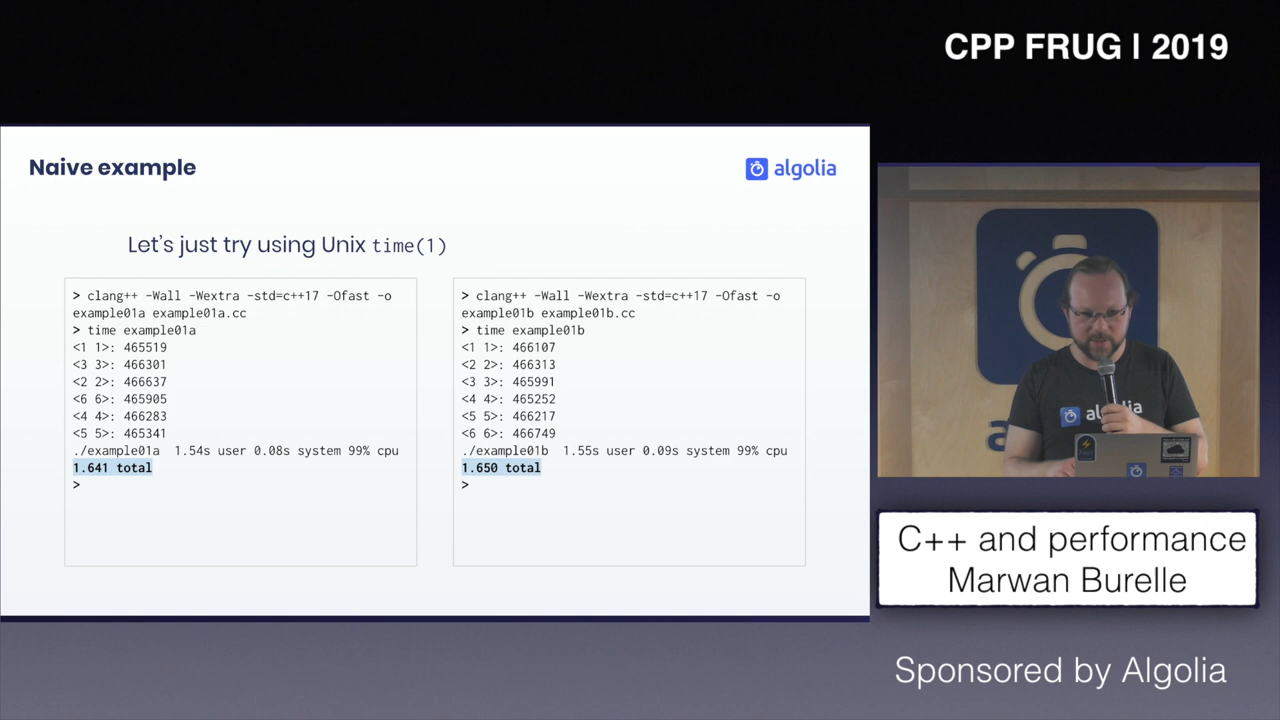 CPP FRUG | 2019
Naive example
algolia
Let's just try using Unix time(1)
> clang++ -Wall -Wextra -std=c++17 -Ofast -o
example01a example01a.cc
> time example01a
<1 1>: 465519
<3 3>: 466301
<2 2>: 466637
<6 6>: 465905
<4 4>: 466283
<5 5>: 465341
./example01a 1.54s user 0.08s system 99% cpu
1.641 total
>
> clang++ -Wall -Wextra -std=c++17 -Ofast -o
example01b example01b.cc
> time example01b
<1 1>: 466107
<2 2>: 466313
<3 3>: 465991
<4 4>: 465252
<5 5>: 466217
<6 6>: 466749
./example01b 1.55s user 0.09s system 99% cpu
1.650 total
>
algolia
C++ and performance
Marwan Burelle
Sponsored by Algolia